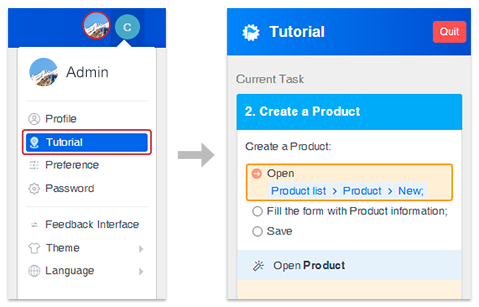 C
Admin
Profile
Tutorial
Preference
Password
Feedback Interface
Theme
Language
Tutorial
Quit
Current Task
2. Create a Product
Create a Product:
Open
Product list > Product > New;
Fill the form with Product information;
Save
Open Product